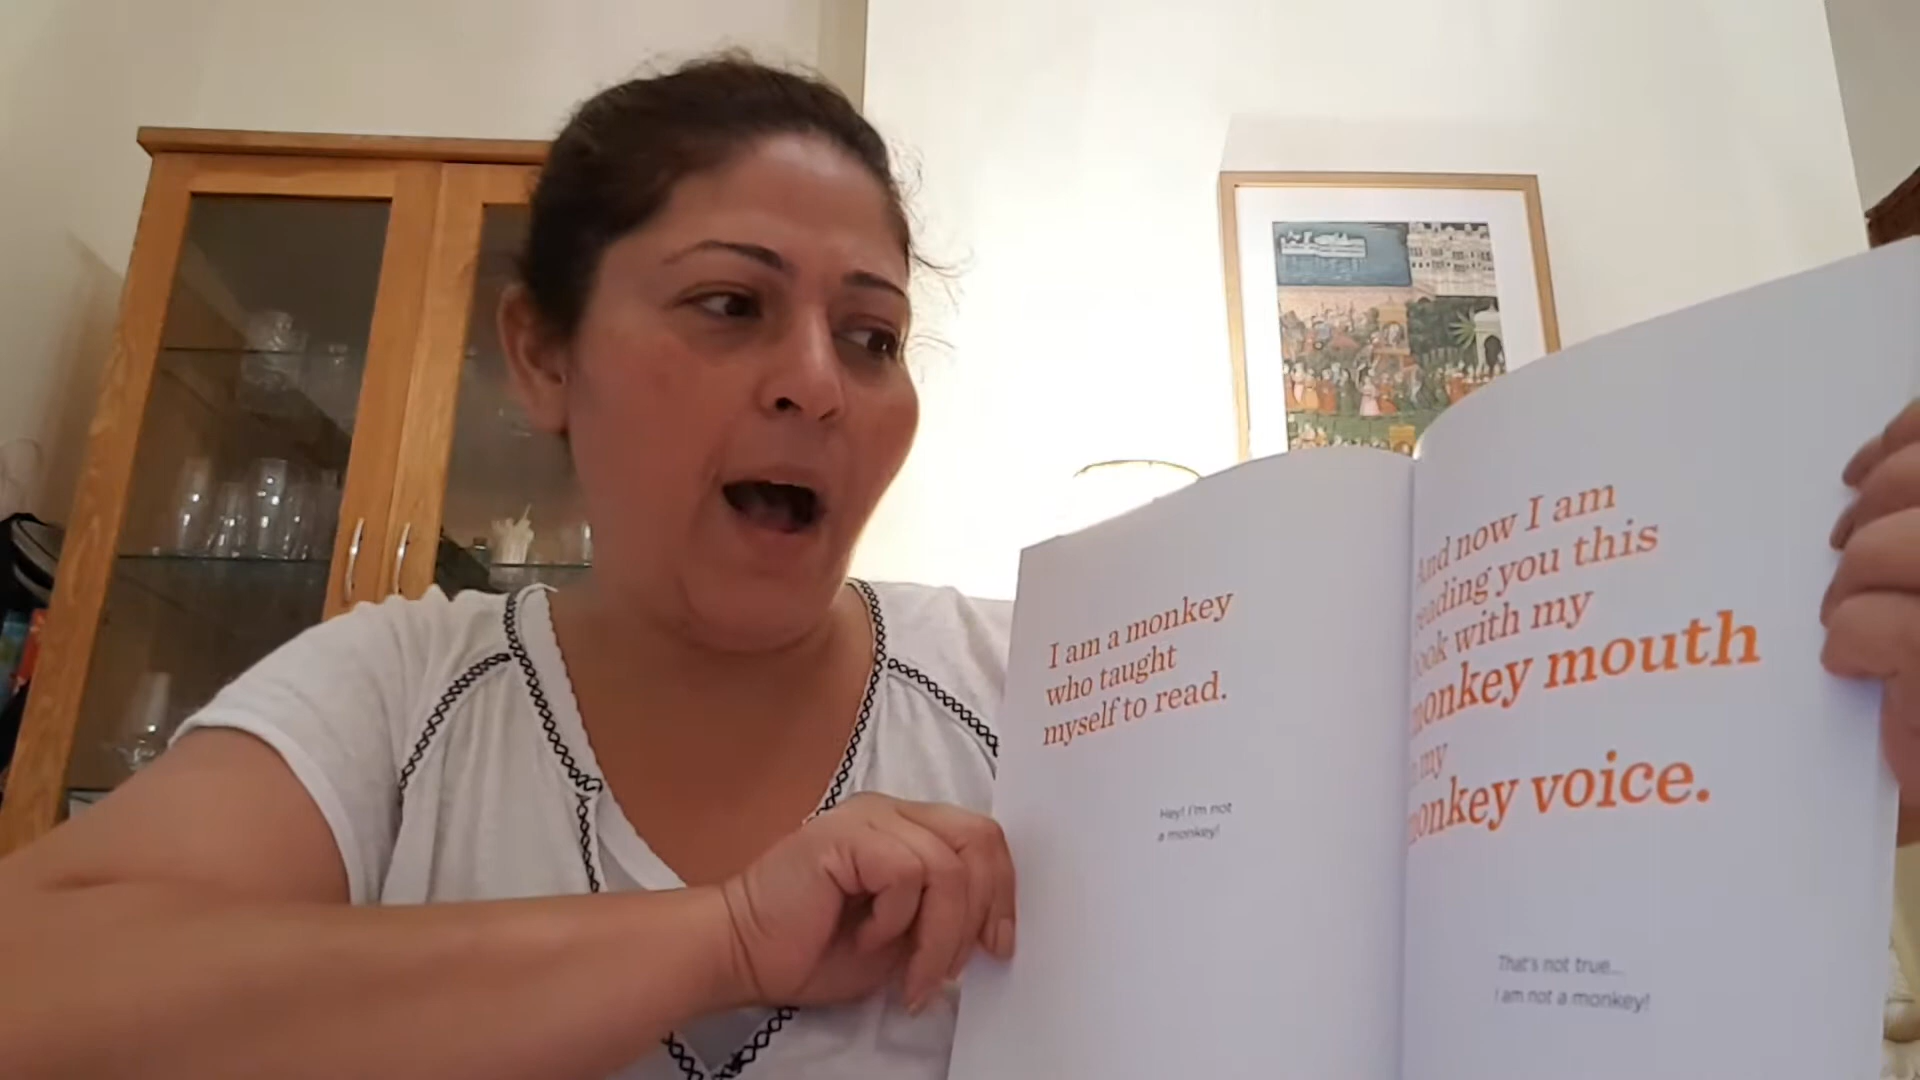 I am a monkey
who taught
myself to read.
Hey! I'm not
a monkey!
And now I am
reading you this
book with my
monkey mouth
my
monkey voice.
That's not true...
I am not a monkey!